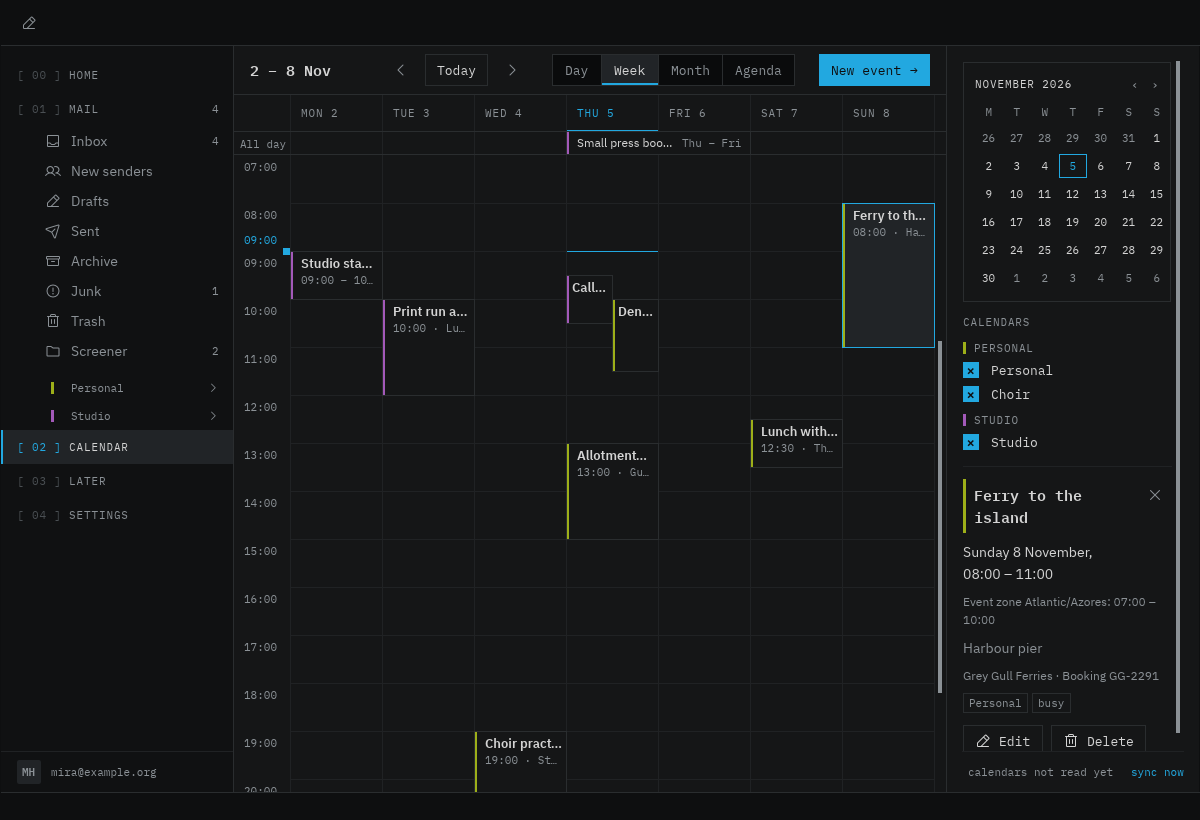 [ 00 ] HOME
[ 01 ] MAIL 4
Inbox 4
New senders
Drafts
Sent
Archive
Junk 1
Trash
Screener 2
Personal
Studio
[ 02 ] CALENDAR
[ 03 ] LATER
[ 04 ] SETTINGS
MH mira@example.org
2 – 8 Nov
Today
Day Week Month Agenda
New event →
MON 2 TUE 3 WED 4 THU 5 FRI 6 SAT 7 SUN 8
All day
Small press boo… Thu – Fri
07:00
08:00
09:00
09:00
10:00
11:00
12:00
13:00
14:00
15:00
16:00
17:00
18:00
19:00
20:00
Studio sta…
09:00 – 10…
Print run a…
10:00 · Lu…
Choir pract…
19:00 · St…
Call…
Den…
Allotment…
13:00 · Gu…
Lunch with…
12:30 · Th…
Ferry to th…
08:00 · Ha…
NOVEMBER 2026 ‹ ›
M T W T F S S
26 27 28 29 30 31 1
2 3 4 5 6 7 8
9 10 11 12 13 14 15
16 17 18 19 20 21 22
23 24 25 26 27 28 29
30 1 2 3 4 5 6
CALENDARS
PERSONAL
Personal
Choir
STUDIO
Studio
Ferry to the
island
Sunday 8 November,
08:00 – 11:00
Event zone Atlantic/Azores: 07:00 –
10:00
Harbour pier
Grey Gull Ferries · Booking GG-2291
Personal busy
Edit Delete
calendars not read yet sync now